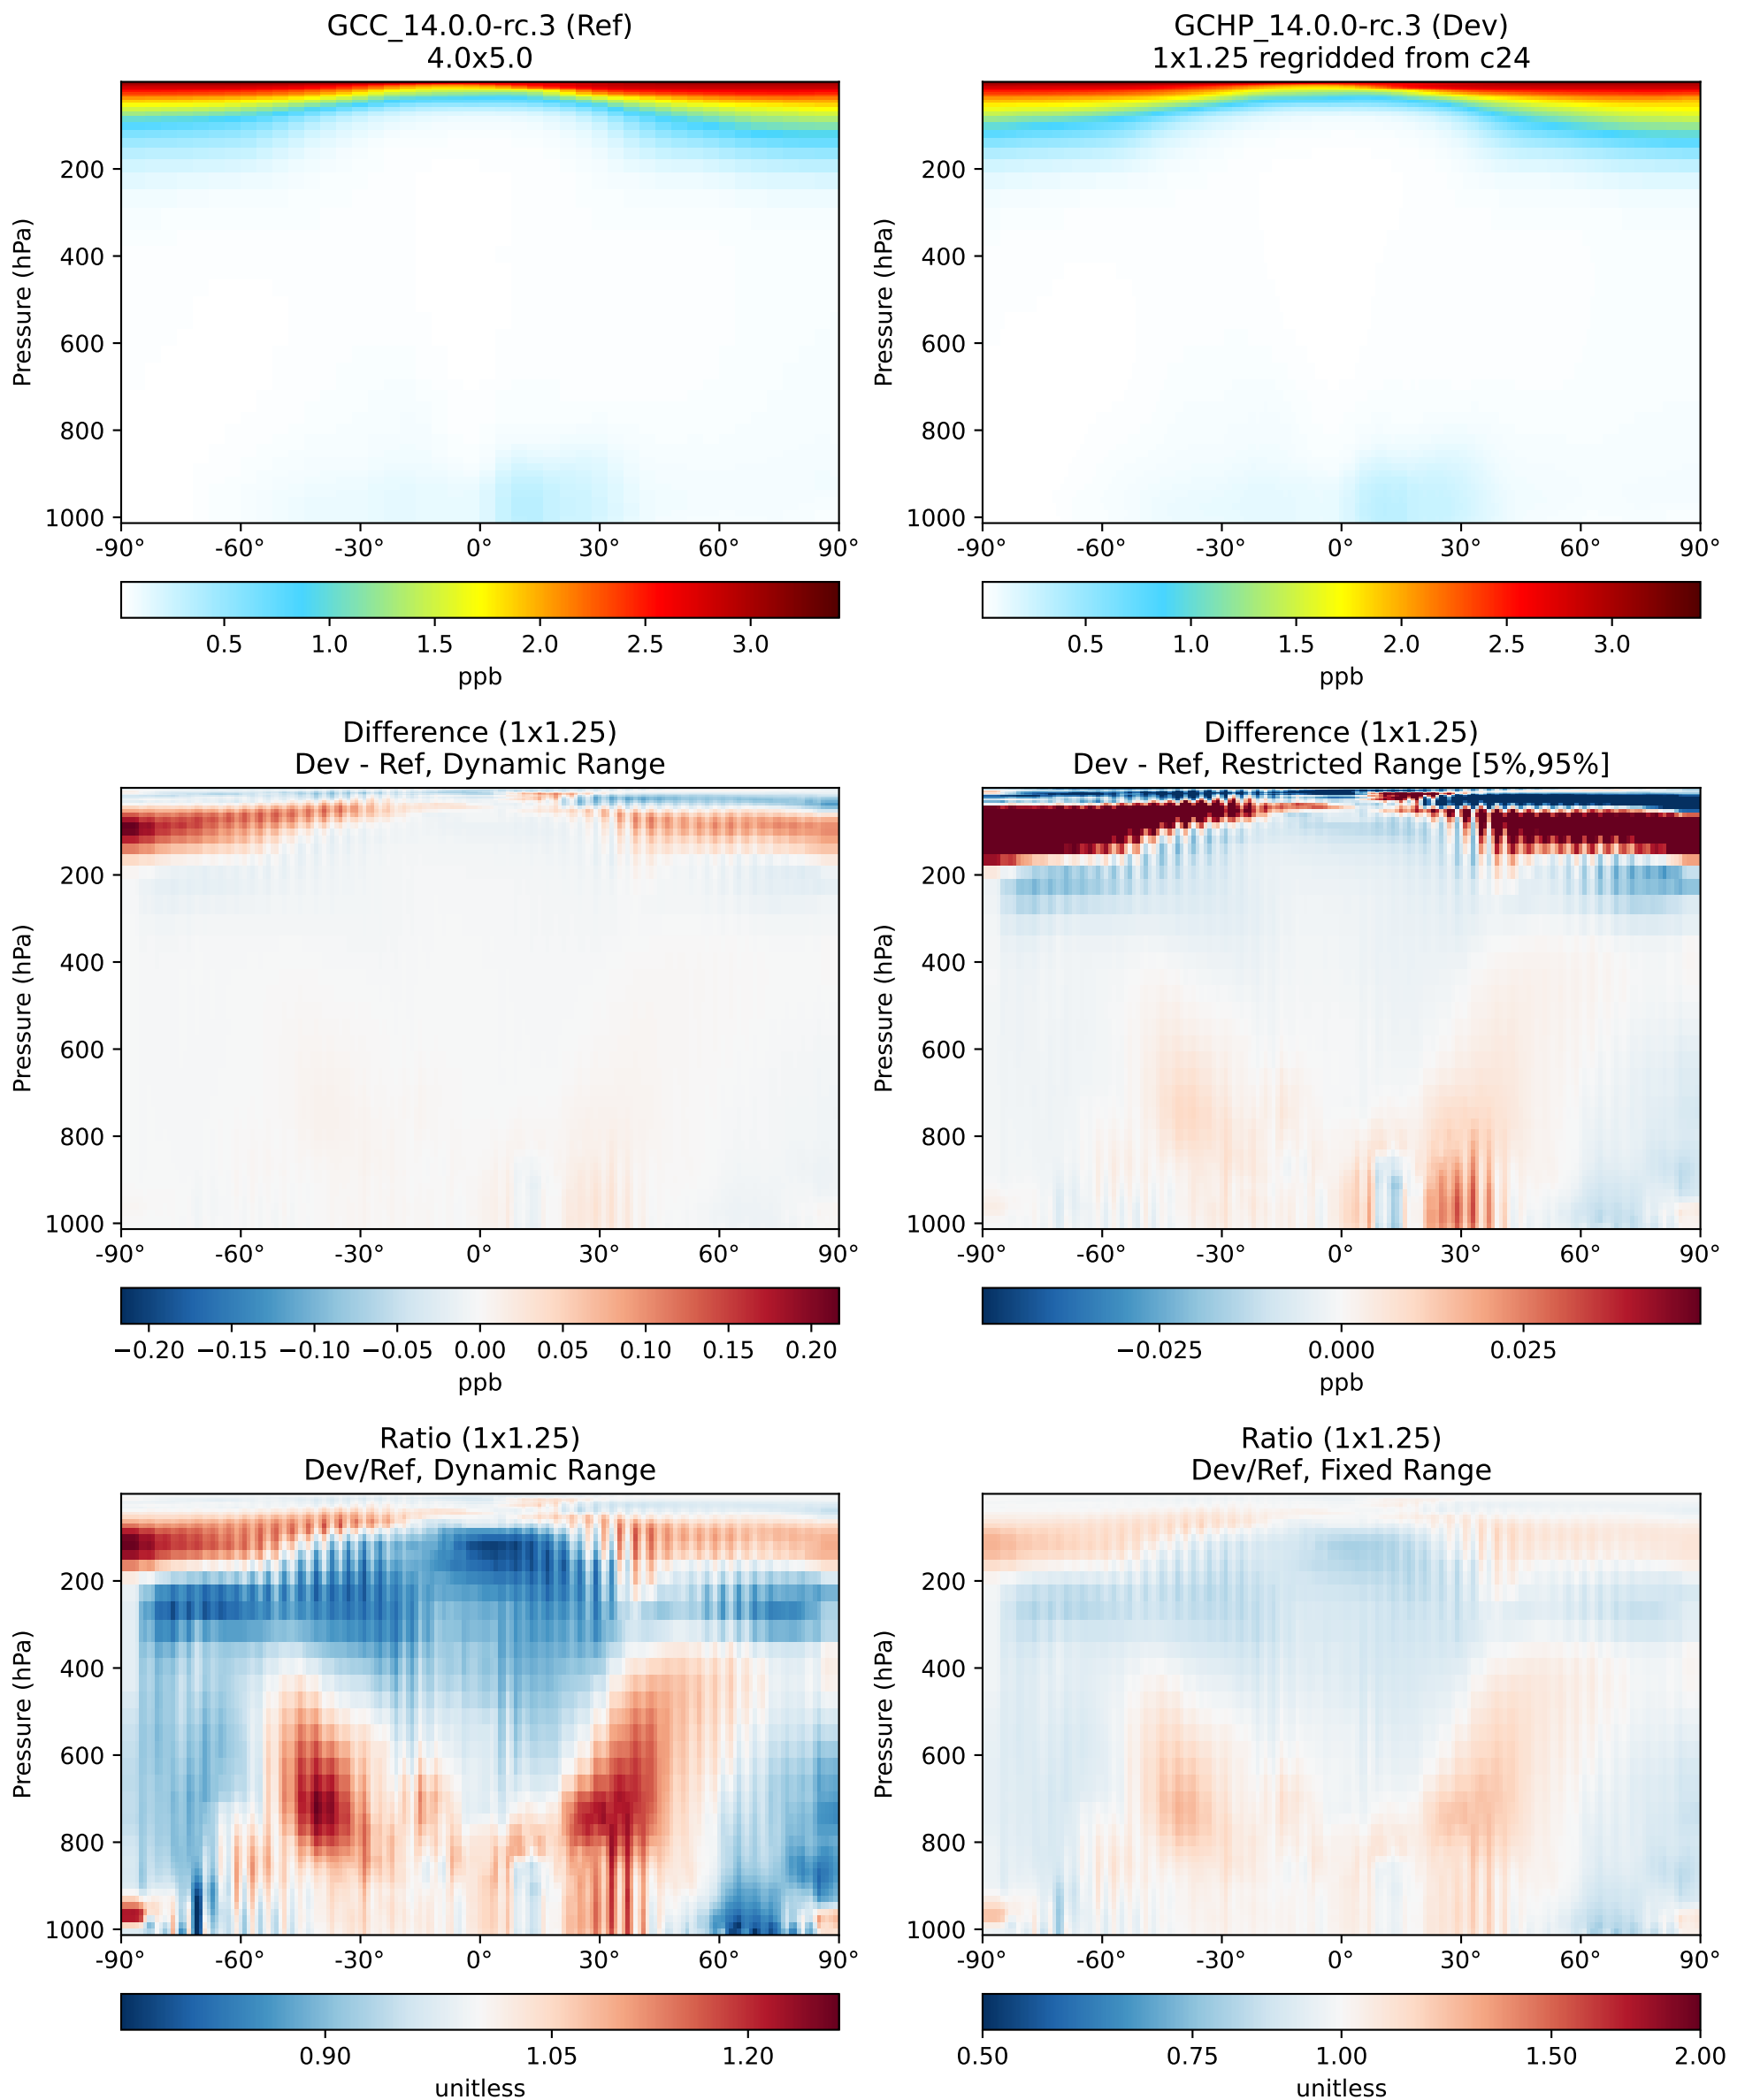 GCC_14.0.0-rc.3 (Ref)
4.0x5.0
Pressure (hPa)
200
400
600
800
1000
-90° -60° -30° 0° 30° 60° 90°
0.5 1.0 1.5 2.0 2.5 3.0
ppb
GCHP_14.0.0-rc.3 (Dev)
1x1.25 regridded from c24
Pressure (hPa)
200
400
600
800
1000
-90° -60° -30° 0° 30° 60° 90°
0.5 1.0 1.5 2.0 2.5 3.0
ppb
Difference (1x1.25)
Dev - Ref, Dynamic Range
Pressure (hPa)
200
400
600
800
1000
-90° -60° -30° 0° 30° 60° 90°
−0.20 −0.15 −0.10 −0.05 0.00 0.05 0.10 0.15 0.20
ppb
Difference (1x1.25)
Dev - Ref, Restricted Range [5%,95%]
Pressure (hPa)
200
400
600
800
1000
-90° -60° -30° 0° 30° 60° 90°
−0.025 0.000 0.025
ppb
Ratio (1x1.25)
Dev/Ref, Dynamic Range
Pressure (hPa)
200
400
600
800
1000
-90° -60° -30° 0° 30° 60° 90°
0.90 1.05 1.20
unitless
Ratio (1x1.25)
Dev/Ref, Fixed Range
Pressure (hPa)
200
400
600
800
1000
-90° -60° -30° 0° 30° 60° 90°
0.50 0.75 1.00 1.50 2.00
unitless